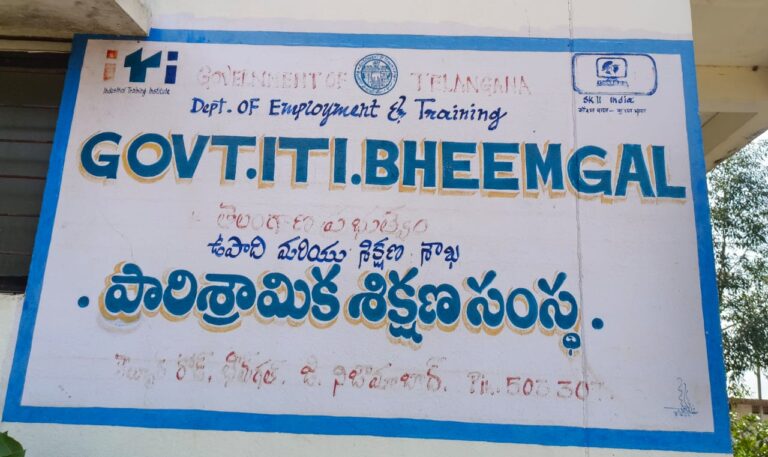 iTi
Industrial Training Institute
GOVERNMENT OF TELANGANA
SKIll India
Dept. OF Employment & Training
GOVT.ITI.BHEEMGAL
తెలంగాణ ప్రభుత్వం
ఉపాది మరియు శిక్షణ శాఖ
. పారిశ్రామిక శిక్షణ సంస్థ.
రోడ్, భీంగల్. జి. నిజామాబాద్. Pin. 503 307